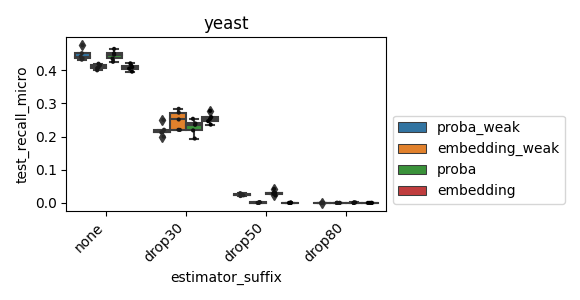 yeast
test_recall_micro
0.4
0.3
0.2
0.1
0.0
none
drop30
drop50
drop80
estimator_suffix
proba_weak
embedding_weak
proba
embedding